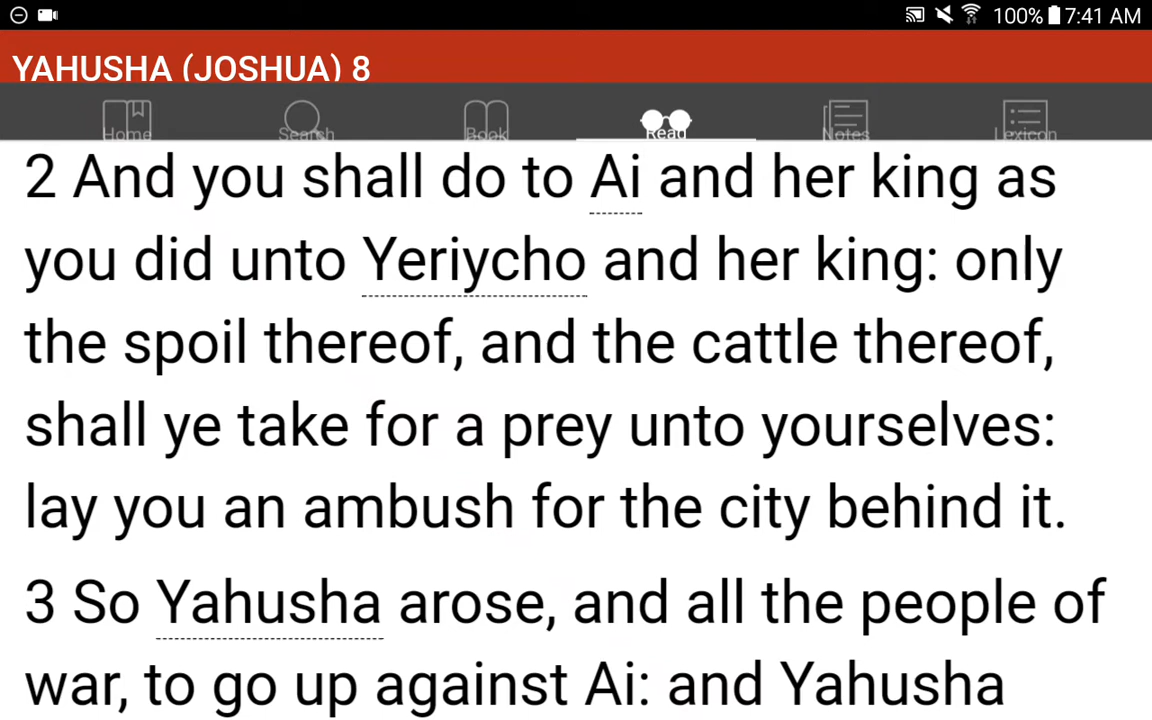 100% 7:41 AM
YAHUSHA (JOSHUA) 8
Home Search Book Read Notes Lexicon
2 And you shall do to Ai and her king as
you did unto Yeriycho and her king: only
the spoil thereof, and the cattle thereof,
shall ye take for a prey unto yourselves:
lay you an ambush for the city behind it.
3 So Yahusha arose, and all the people of
war, to go up against Ai: and Yahusha